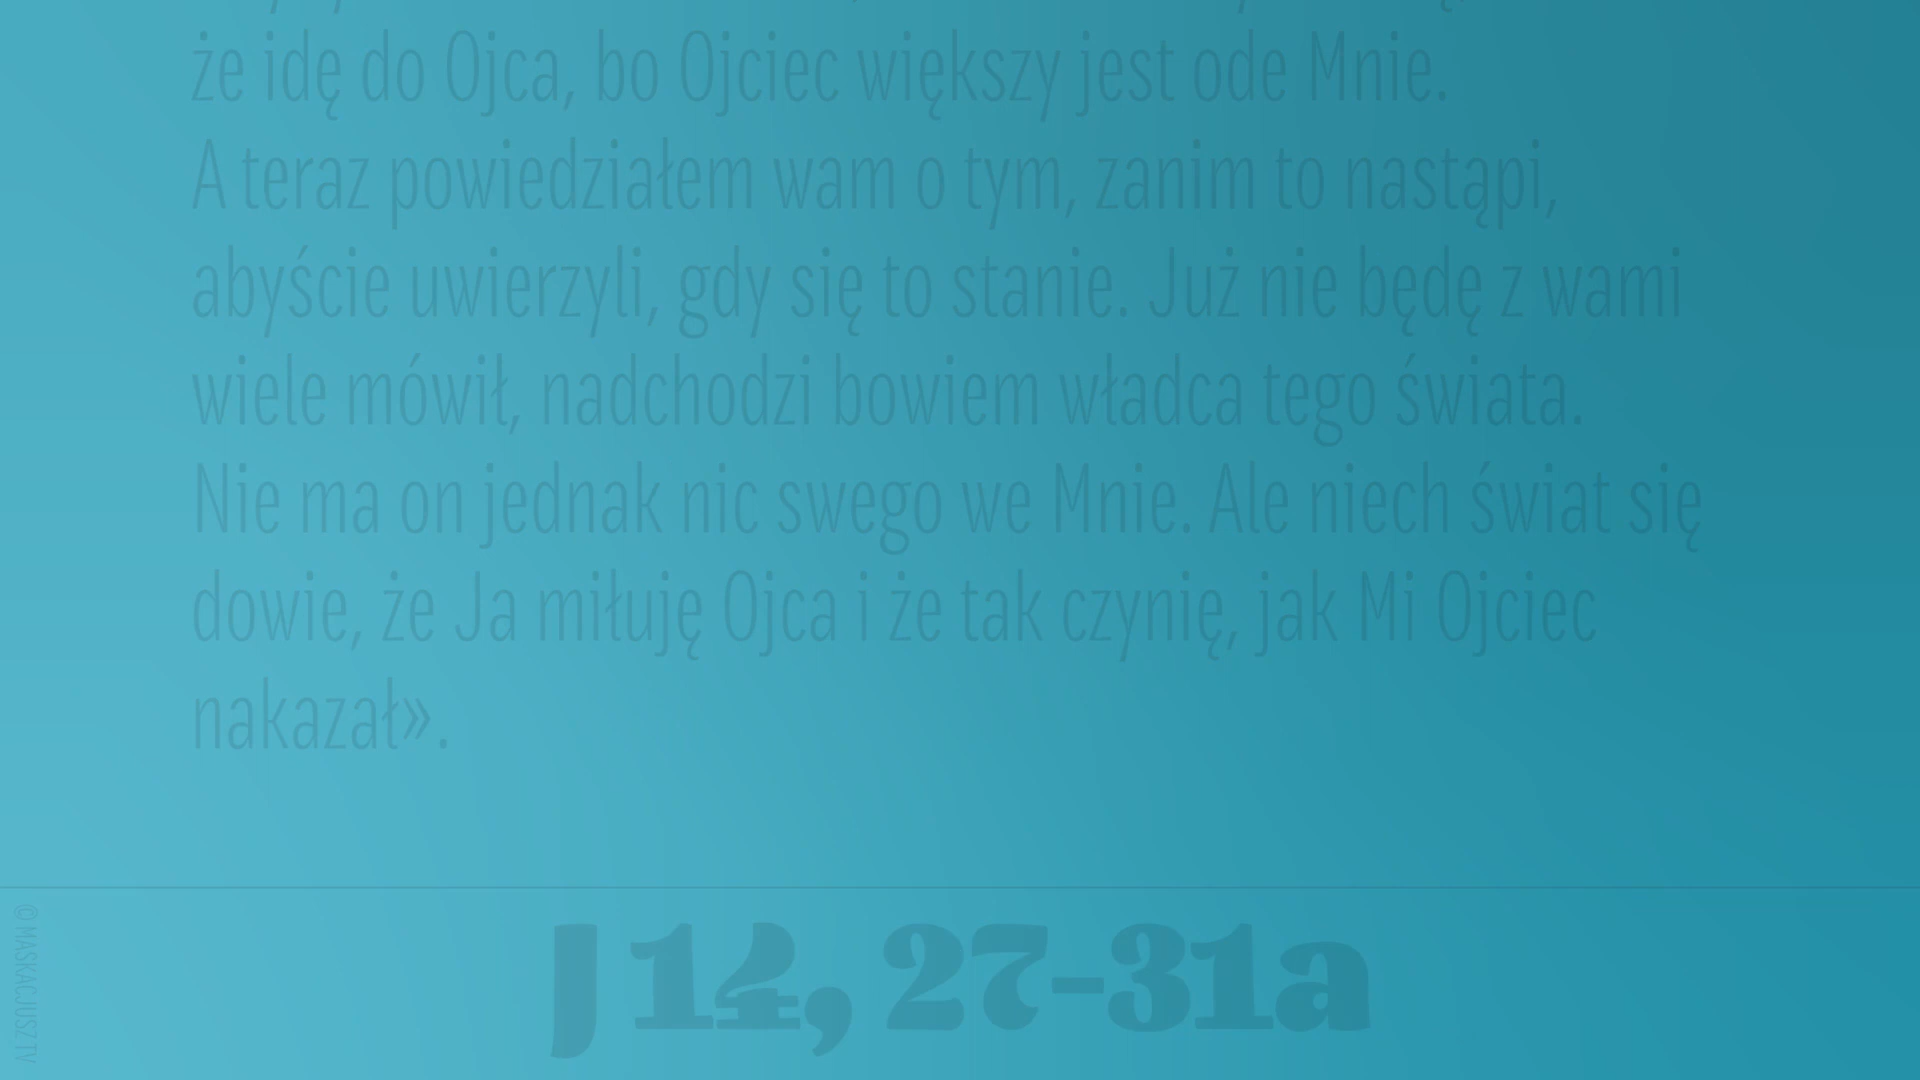 że idę do Ojca, bo Ojciec większy jest ode Mnie.
A teraz powiedziałem wam o tym, zanim to nastąpi,
abyście uwierzyli, gdy się to stanie. Już nie będę z wami
wiele mówił, nadchodzi bowiem władca tego świata.
Nie ma on jednak nic swego we Mnie. Ale niech świat się
dowie, że Ja miłuję Ojca i że tak czynię, jak Mi Ojciec
nakazał».
J 14, 27-31a
© MASKACJUSZ TV